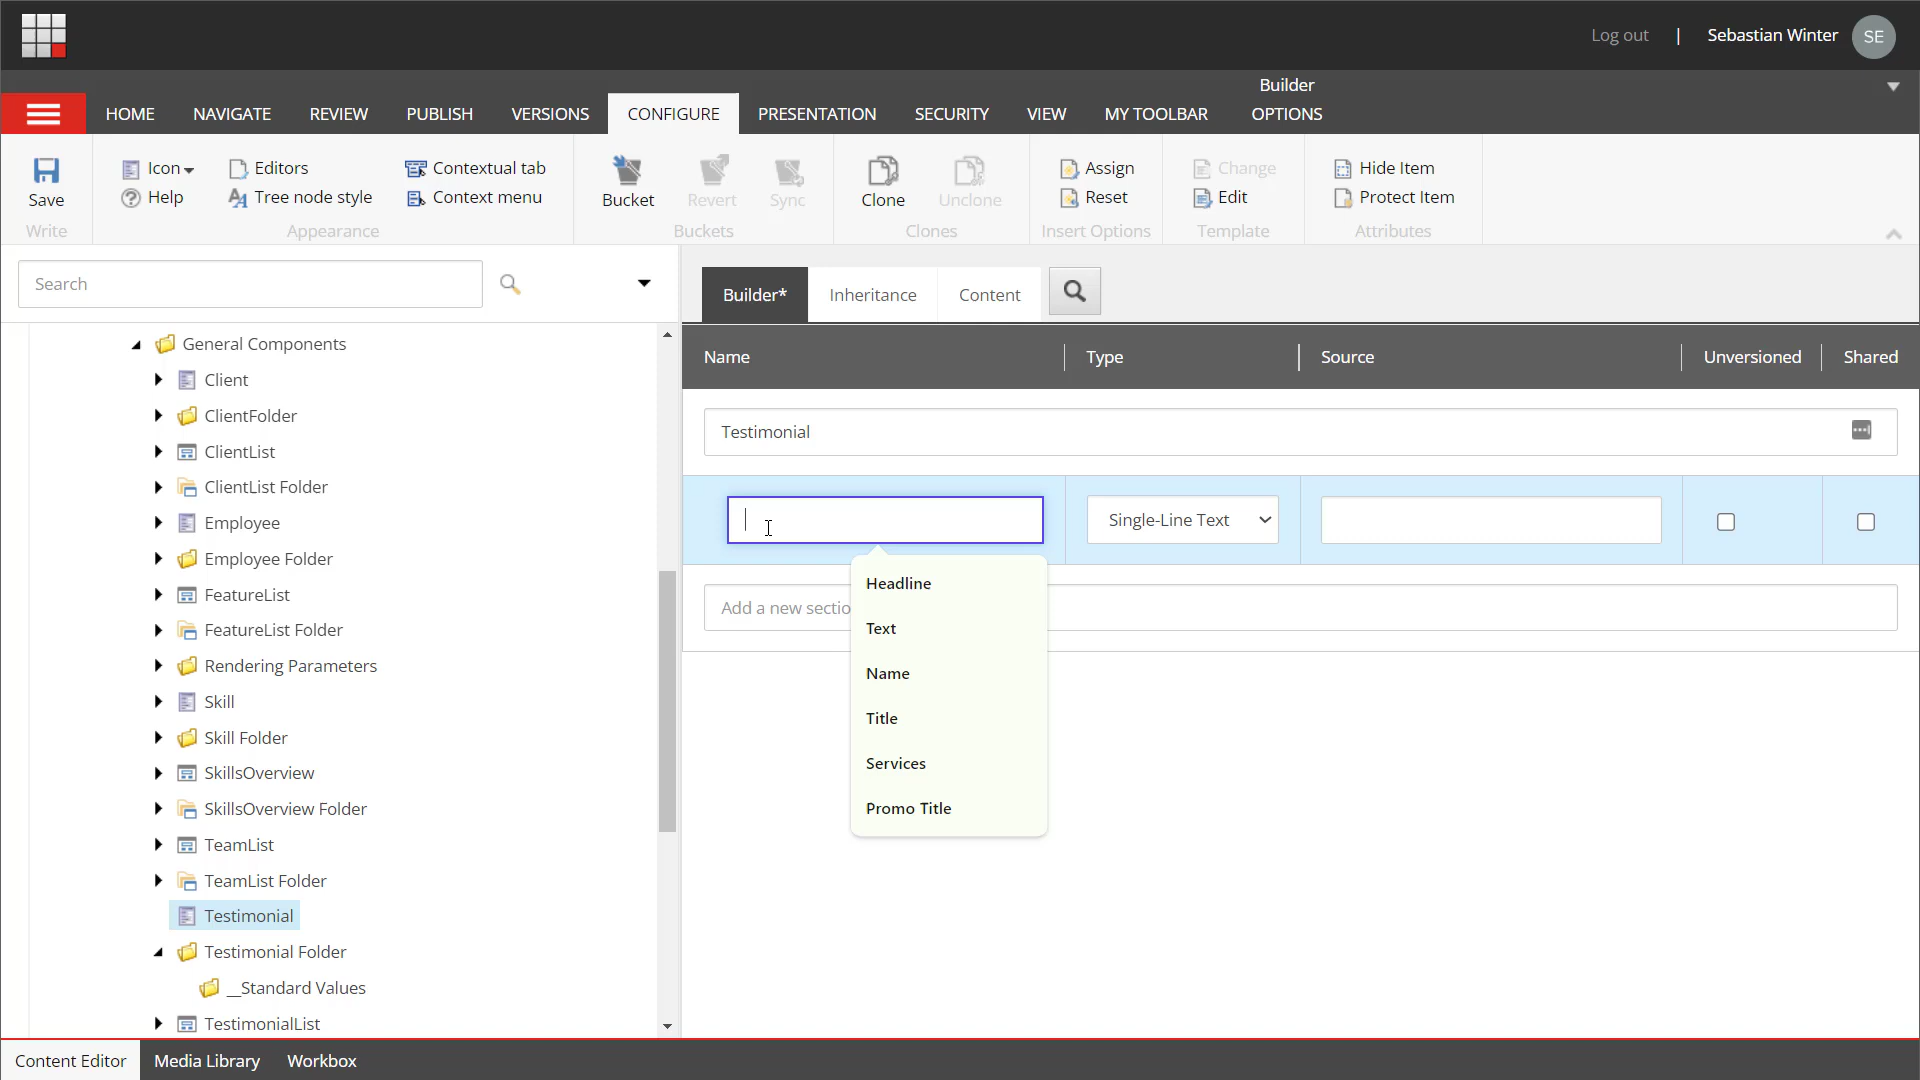 Log out | Sebastian Winter SE
Builder
HOME NAVIGATE REVIEW PUBLISH VERSIONS CONFIGURE PRESENTATION SECURITY VIEW MY TOOLBAR OPTIONS
Icon Editors Contextual tab Assign Change Hide Item
Save Help Tree node style Context menu Bucket Revert Sync Clone Unclone Reset Edit Protect Item
Write Appearance Buckets Clones Insert Options Template Attributes
Search
Builder* Inheritance Content
Name Type Source Unversioned Shared
Testimonial
Single-Line Text
Add a new sectio
Headline
Text
Name
Title
Services
Promo Title
General Components
Client
ClientFolder
ClientList
ClientList Folder
Employee
Employee Folder
FeatureList
FeatureList Folder
Rendering Parameters
Skill
Skill Folder
SkillsOverview
SkillsOverview Folder
TeamList
TeamList Folder
Testimonial
Testimonial Folder
__Standard Values
TestimonialList
Content Editor Media Library Workbox